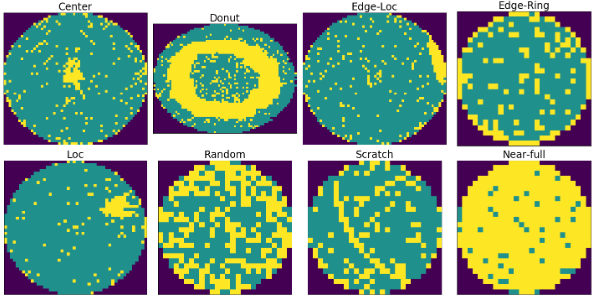 Center
Donut
Edge-Loc
Edge-Ring
Loc
Random
Scratch
Near-full